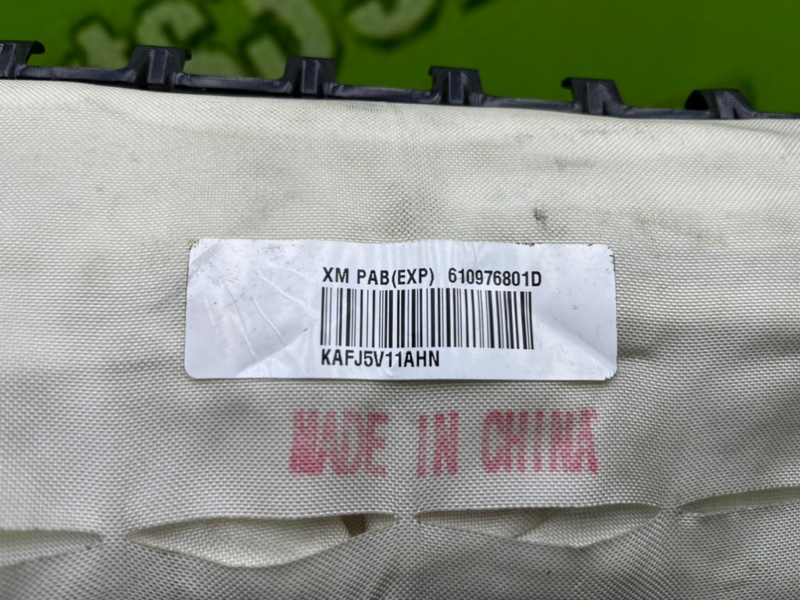 XM PAB(EXP) 610976801D
KAFJ5V11AHN
MADE IN CHINA